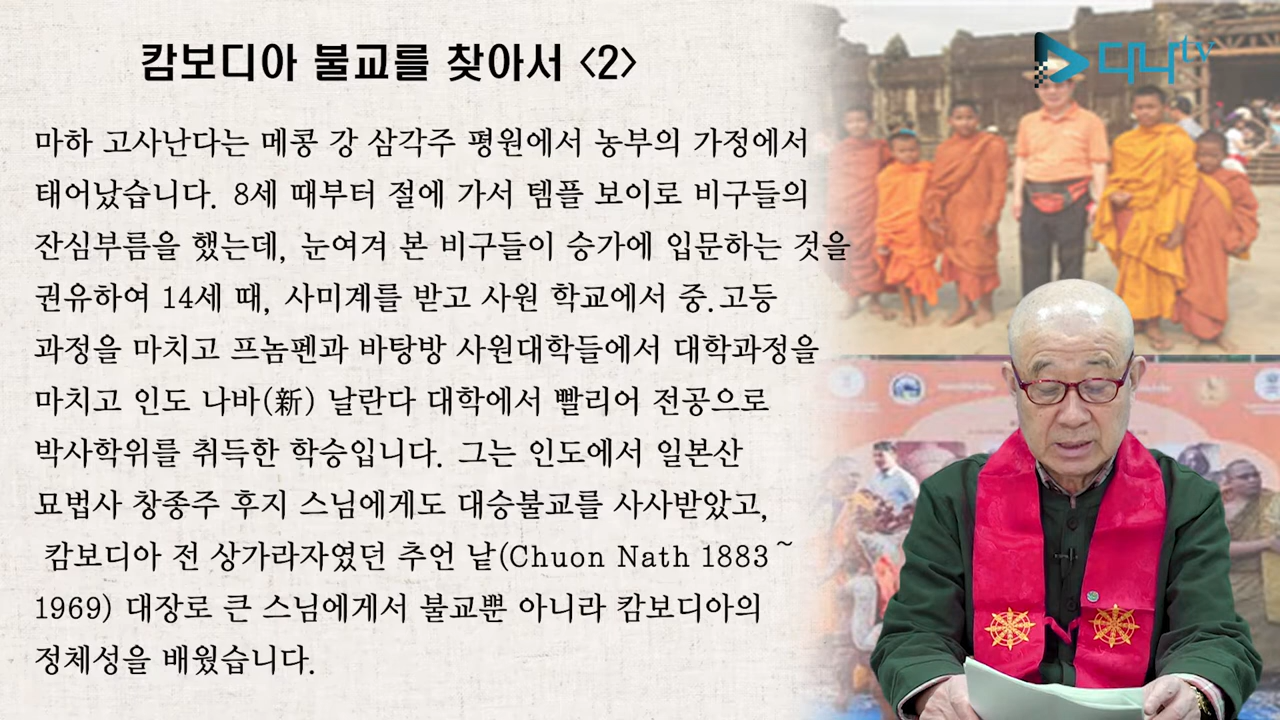 캄보디아 불교를 찾아서 <2>
다나tv
마하 고사난다는 메콩 강 삼각주 평원에서 농부의 가정에서
태어났습니다. 8세 때부터 절에 가서 템플 보이로 비구들의
잔심부름을 했는데, 눈여겨 본 비구들이 승가에 입문하는 것을
권유하여 14세 때, 사미계를 받고 사원 학교에서 중.고등
과정을 마치고 프놈펜과 바탕방 사원대학들에서 대학과정을
마치고 인도 나바(新) 날란다 대학에서 빨리어 전공으로
박사학위를 취득한 학승입니다. 그는 인도에서 일본산
묘법사 창종주 후지 스님에게도 대승불교를 사사받았고,
캄보디아 전 상가라자였던 추언 낱(Chuon Nath 1883~
1969) 대장로 큰 스님에게서 불교뿐 아니라 캄보디아의
정체성을 배웠습니다.